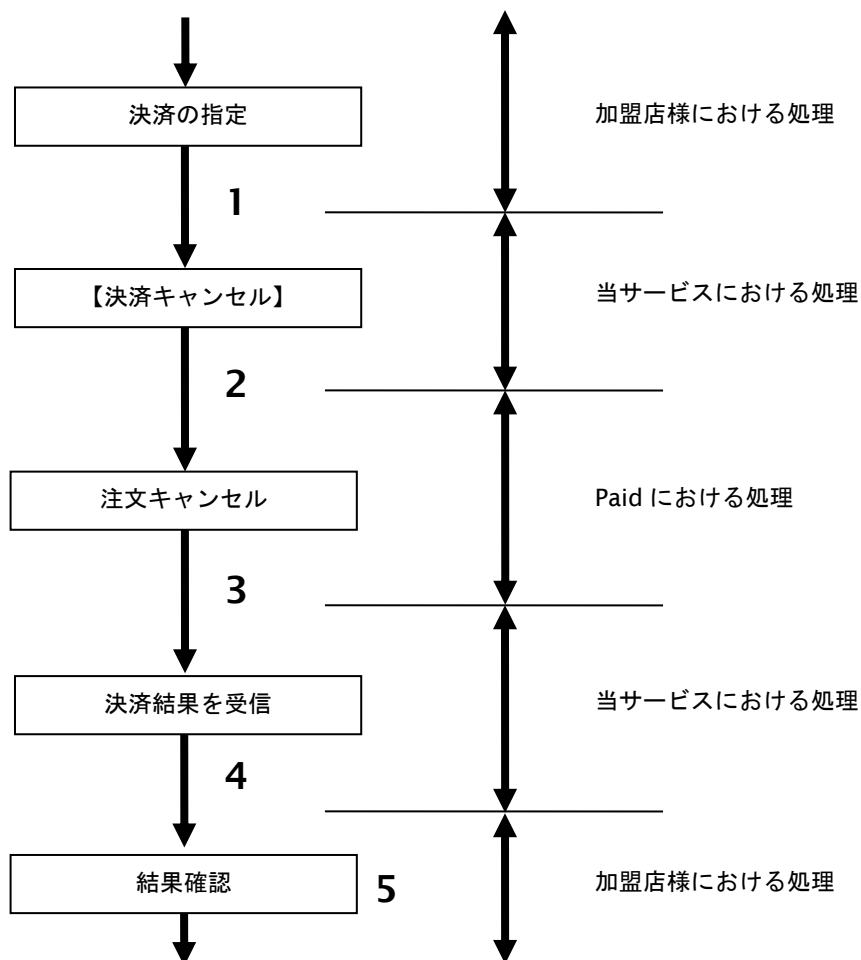 決済の指定
加盟店様における処理
1
【決済キャンセル】
当サービスにおける処理
2
注文キャンセル
Paid における処理
3
決済結果を受信
当サービスにおける処理
4
結果確認
5
加盟店様における処理